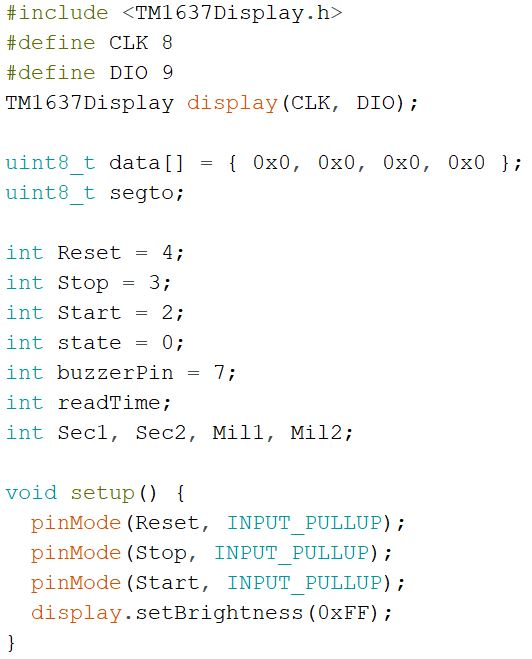 #include <TM1637Display.h>
#define CLK 8
#define DIO 9
TM1637Display display(CLK, DIO);

uint8_t data[] = { 0x0, 0x0, 0x0, 0x0 };
uint8_t segto;

int Reset = 4;
int Stop = 3;
int Start = 2;
int state = 0;
int buzzerPin = 7;
int readTime;
int Sec1, Sec2, Mil1, Mil2;

void setup() {
  pinMode(Reset, INPUT_PULLUP);
  pinMode(Stop, INPUT_PULLUP);
  pinMode(Start, INPUT_PULLUP);
  display.setBrightness(0xFF);
}